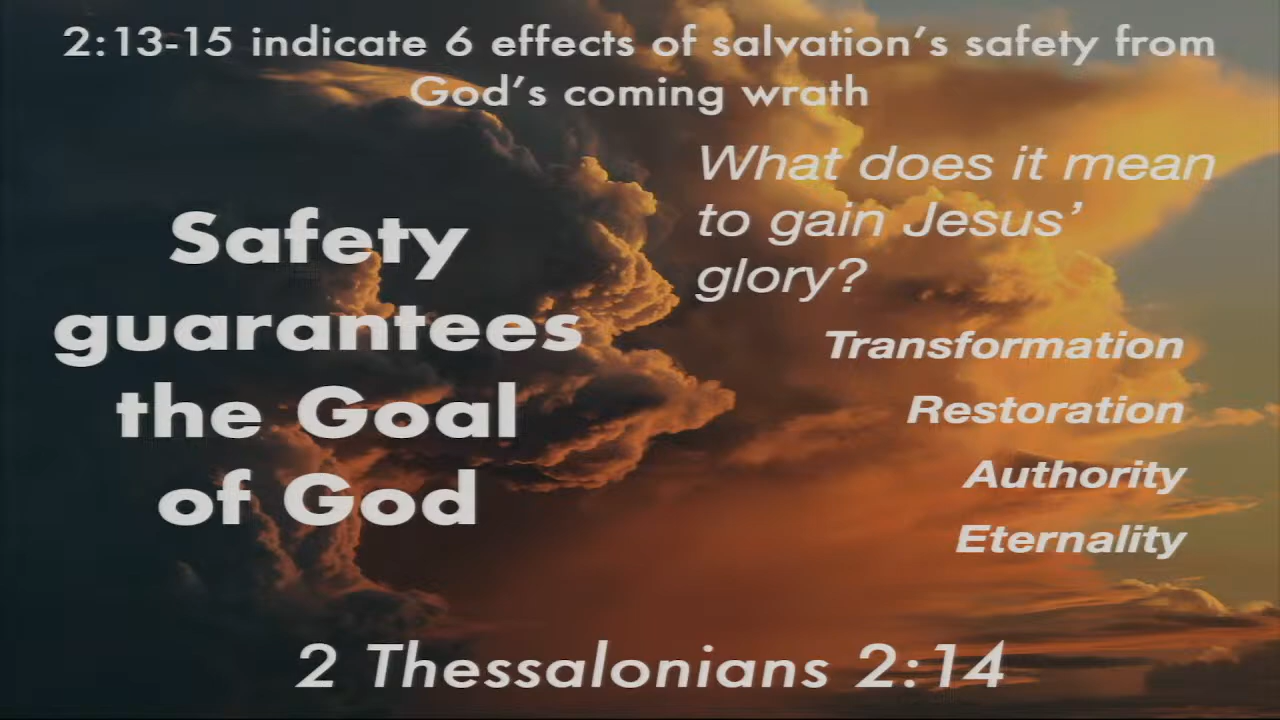 2:13-15 indicate 6 effects of salvation’s safety from
God’s coming wrath
Safety
guarantees
the Goal
of God
What does it mean
to gain Jesus’
glory?
Transformation
Restoration
Authority
Eternality
2 Thessalonians 2:14